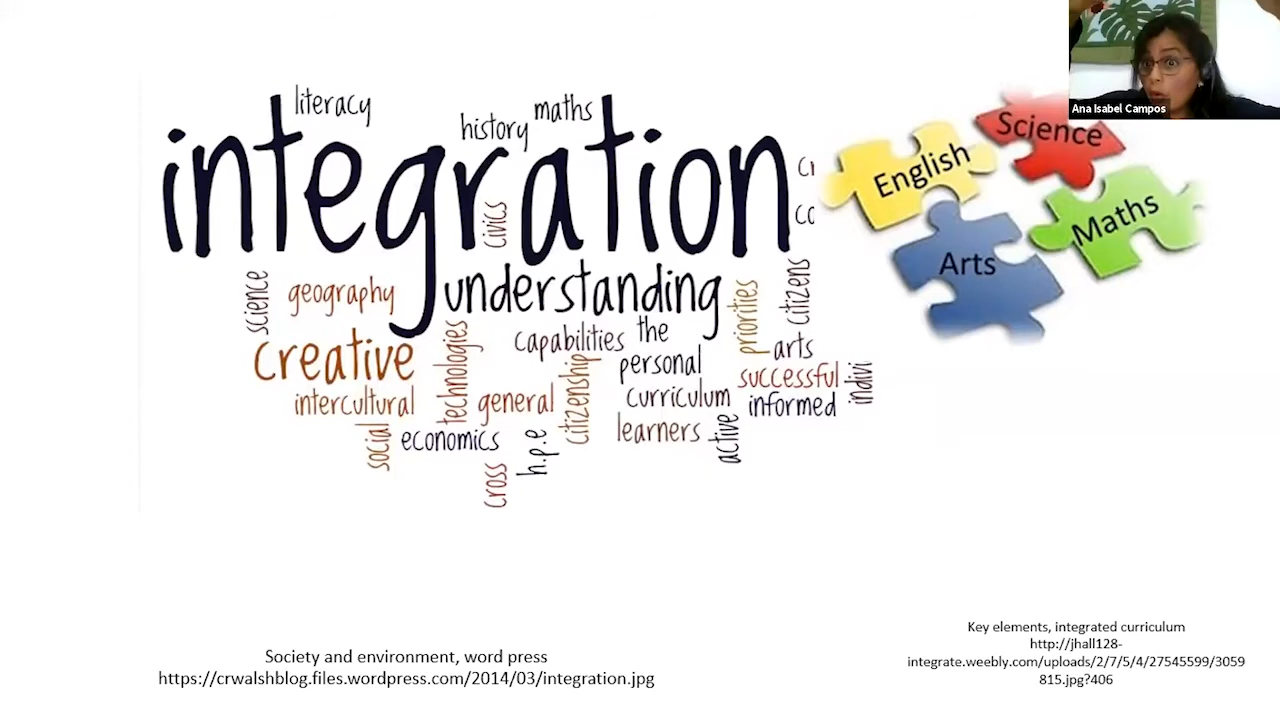 Ana Isabel Campos
literacy
history
maths
integration
civics
science
geography
understanding
priorities
citizens
creative
technologies
capabilities
the
personal
arts
successful
intercultural
general
citizenship
curriculum
informed
social
economics
h.p.e
learners
active
cross
English
Science
Arts
Maths
Society and environment, word press
https://crwalshblog.files.wordpress.com/2014/03/integration.jpg
Key elements, integrated curriculum
http://jhall128-
integrate.weebly.com/uploads/2/7/5/4/27545599/3059
815.jpg?406